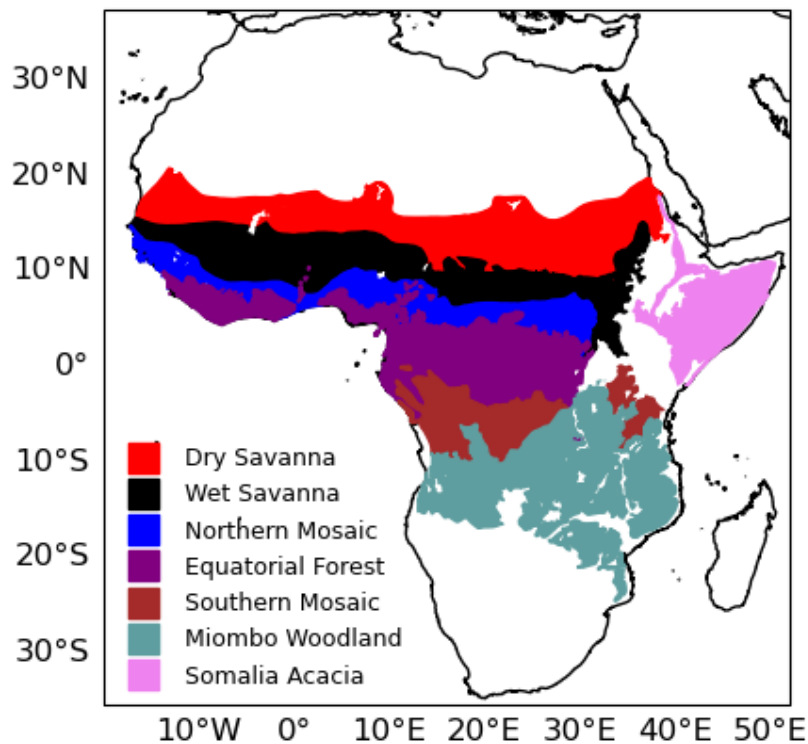 30°N
20°N
10°N
0°
10°S
20°S
30°S
Dry Savanna
Wet Savanna
Northern Mosaic
Equatorial Forest
Southern Mosaic
Miombo Woodland
Somalia Acacia
10°W 0° 10°E 20°E 30°E 40°E 50°E